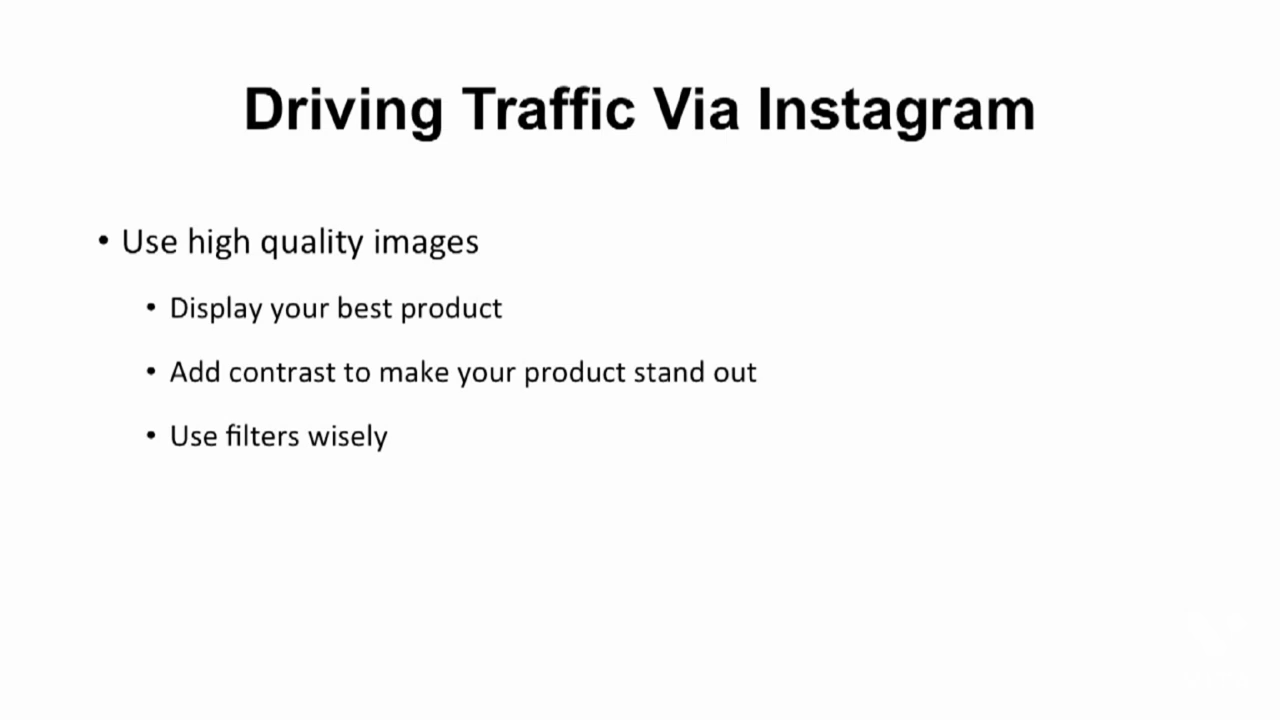 Driving Traffic Via Instagram
• Use high quality images
• Display your best product
• Add contrast to make your product stand out
• Use filters wisely